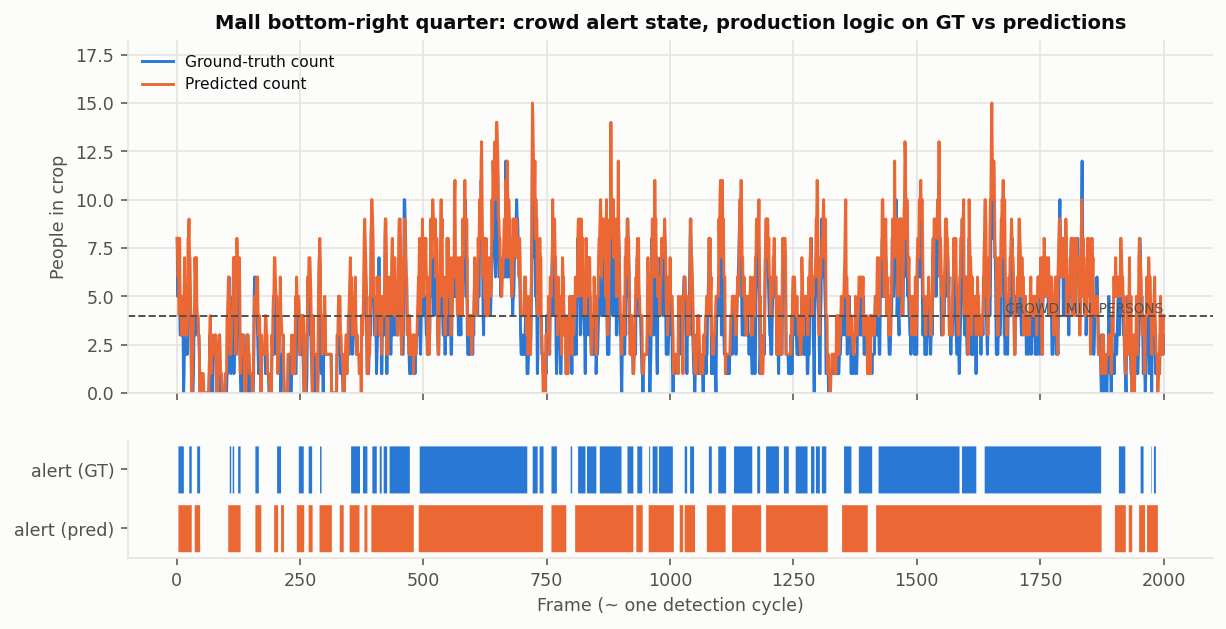 Mall bottom-right quarter: crowd alert state, production logic on GT vs predictions
Ground-truth count
Predicted count
People in crop
17.5
15.0
12.5
10.0
7.5
5.0
2.5
0.0
CROWD_MIN_PERSONS
alert (GT)
alert (pred)
0
250
500
750
1000
1250
1500
1750
2000
Frame (~ one detection cycle)